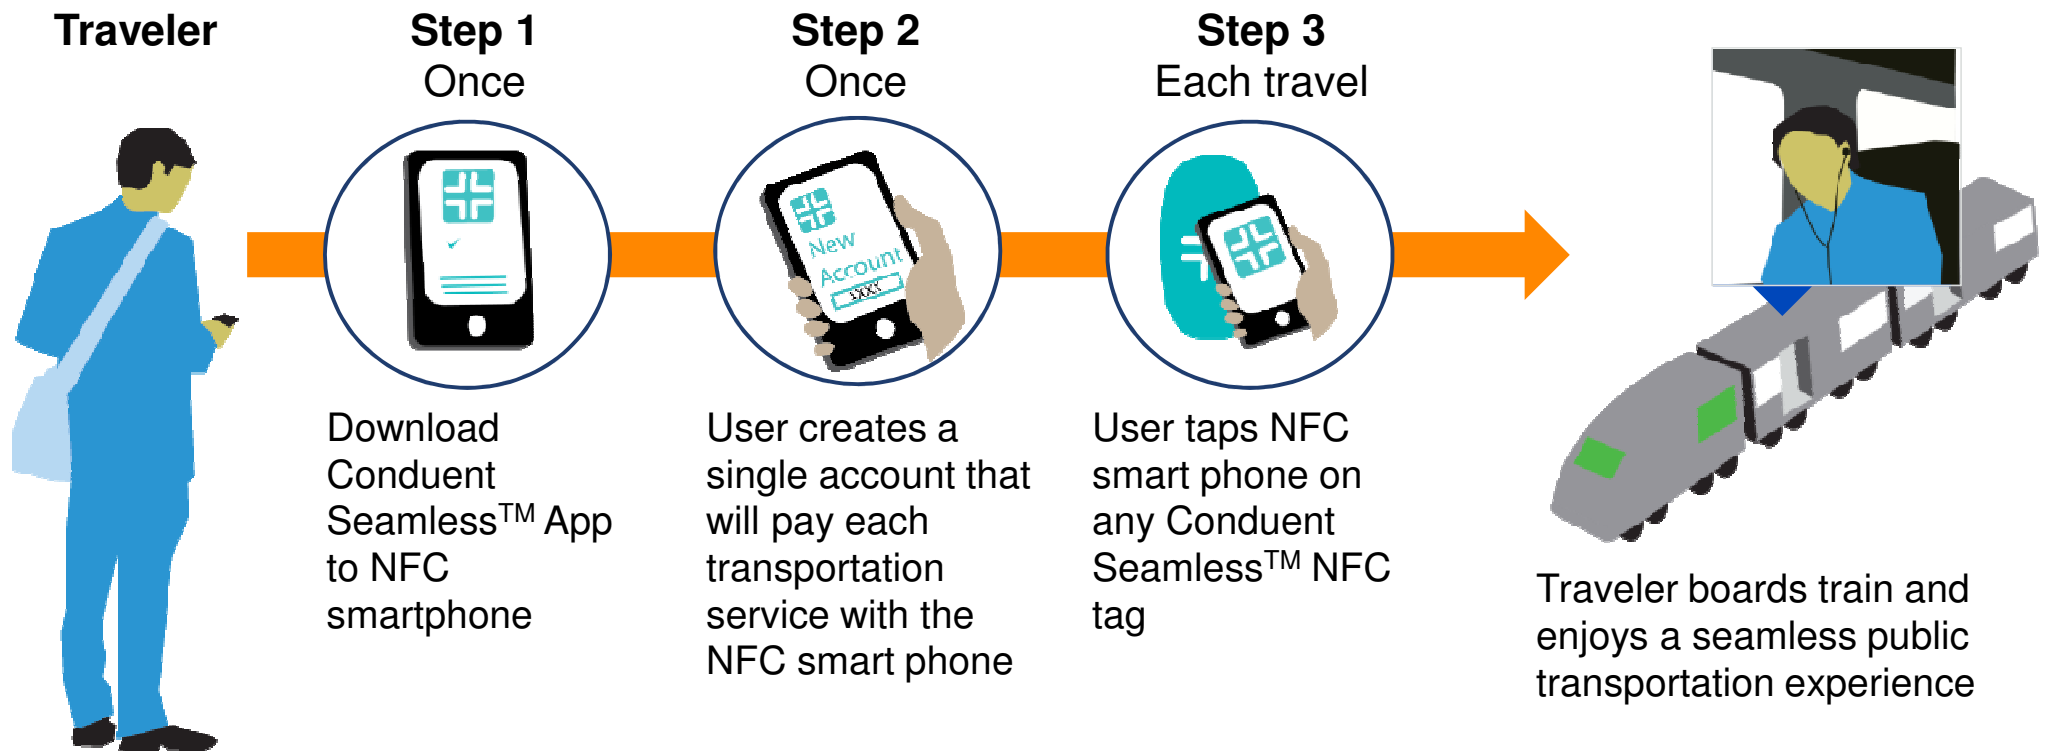 Traveler
Step 1
Once
Step 2
Once
Step 3
Each travel
New
Account
Download
Conduent
Seamless™ App
to NFC
smartphone
User creates a
single account that
will pay each
transportation
service with the
NFC smart phone
User taps NFC
smart phone on
any Conduent
Seamless™ NFC
tag
Traveler boards train and
enjoys a seamless public
transportation experience